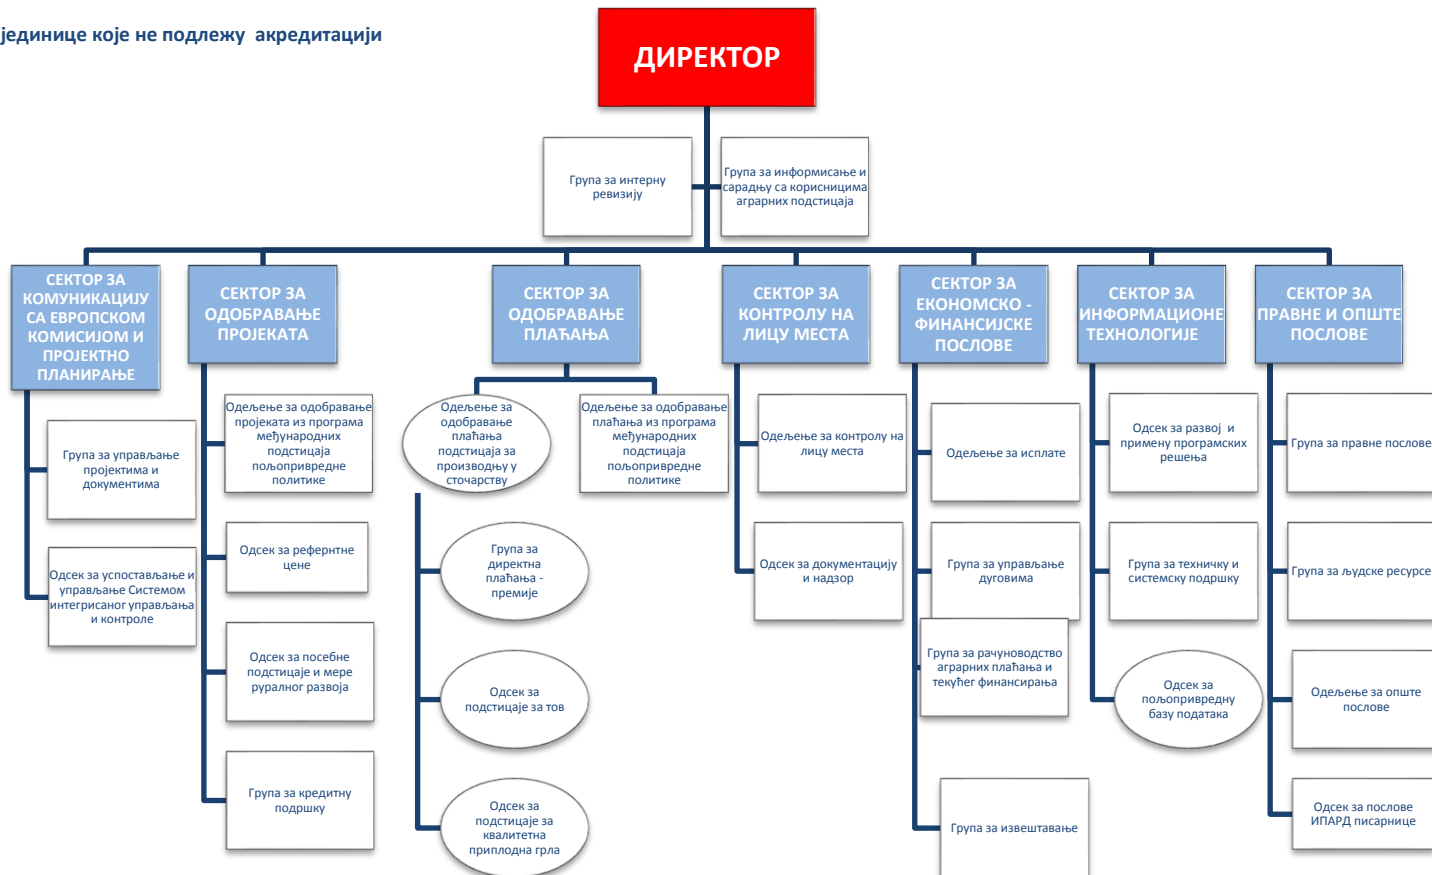 јединице које не подлежу акредитацији
ДИРЕКТОР
Група за интерну
ревизију
Група за информисање и
сарадњу са корисницима
аграрних подстицаја
СЕКТОР ЗА
КОМУНИКАЦИЈУ
СА ЕВРОПСКОМ
КОМИСИЈОМ И
ПРОЈЕКТНО
ПЛАНИРАЊЕ
СЕКТОР ЗА
ОДОБРАВАЊЕ
ПРОЈЕКАТА
СЕКТОР ЗА
ОДОБРАВАЊЕ
ПЛАЋАЊА
СЕКТОР ЗА
КОНТРОЛУ НА
ЛИЦУ МЕСТА
СЕКТОР ЗА
ЕКОНОМСКО -
ФИНАНСИЈСКЕ
ПОСЛОВЕ
СЕКТОР ЗА
ИНФОРМАЦИОНЕ
ТЕХНОЛОГИЈЕ
СЕКТОР ЗА
ПРАВНЕ И ОПШТЕ
ПОСЛОВЕ
Група за управљање
пројектима и
документима
Одсек за успостављање и
управљање Системом
интегрисаног управљања
и контроле
Одељење за одобравање
пројеката из програма
међународних
подстицаја
пољопривредне
политике
Одсек за рефернтне
цене
Одсек за посебне
подстицаје и мере
руралног развоја
Група за кредитну
подршку
Одељење за
одобравање
плаћања
подстицаја за
производњу у
сточарству
Група за
директна
плаћања -
премије
Одсек за
подстицаје за тов
Одсек за
подстицаје за
квалитетна
приплодна грла
Одељење за одобравање
плаћања из програма
међународних
подстицаја
пољопривредне
политике
Одељење за контролу на
лицу места
Одсек за документацију
и надзор
Одељење за исплате
Група за управљање
дуговима
Група за рачуноводство
аграрних плаћања и
текућег финансирања
Група за извештавање
Одсек за развој и
примену програмских
решења
Група за техничку и
системску подршку
Одсек за
пољопривредну
базу података
Група за правне послове
Група за људске ресурсе
Одељење за опште
послове
Одсек за послове
ИПАРД писарнице